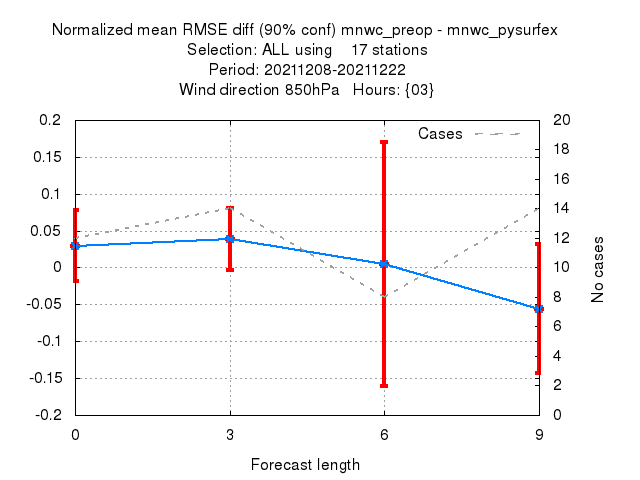 Normalized mean RMSE diff (90% conf) mnwc_preop - mnwc_pysurfex
Selection: ALL using 17 stations
Period: 20211208-20211222
Wind direction 850hPa Hours: {03}
Cases
0.2
0.15
0.1
0.05
0
-0.05
-0.1
-0.15
-0.2
20
18
16
14
12
10
8
6
4
2
0
No cases
0 3 6 9
Forecast length